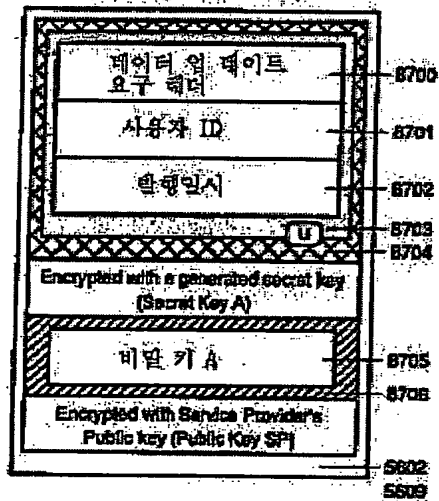 데이터 업 데이트
요구 헤더
8700
사용자 ID
8701
발행일시
8702
U
8703
8704
Encrypted with a generated secret key
(Secret Key A)
비밀 키 A
8705
8706
Encrypted with Service Provider's
Public key (Public Key SP)
5602
5609